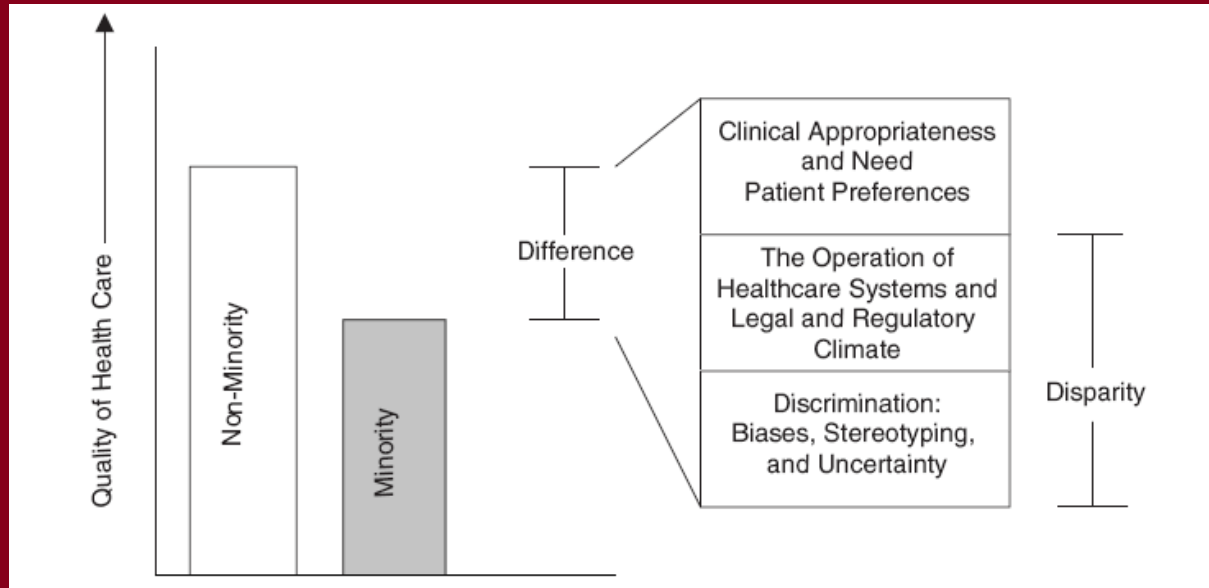 Quality of Health Care
Non-Minority
Minority
Difference
Clinical Appropriateness
and Need
Patient Preferences
The Operation of
Healthcare Systems and
Legal and Regulatory
Climate
Discrimination:
Biases, Stereotyping,
and Uncertainty
Disparity